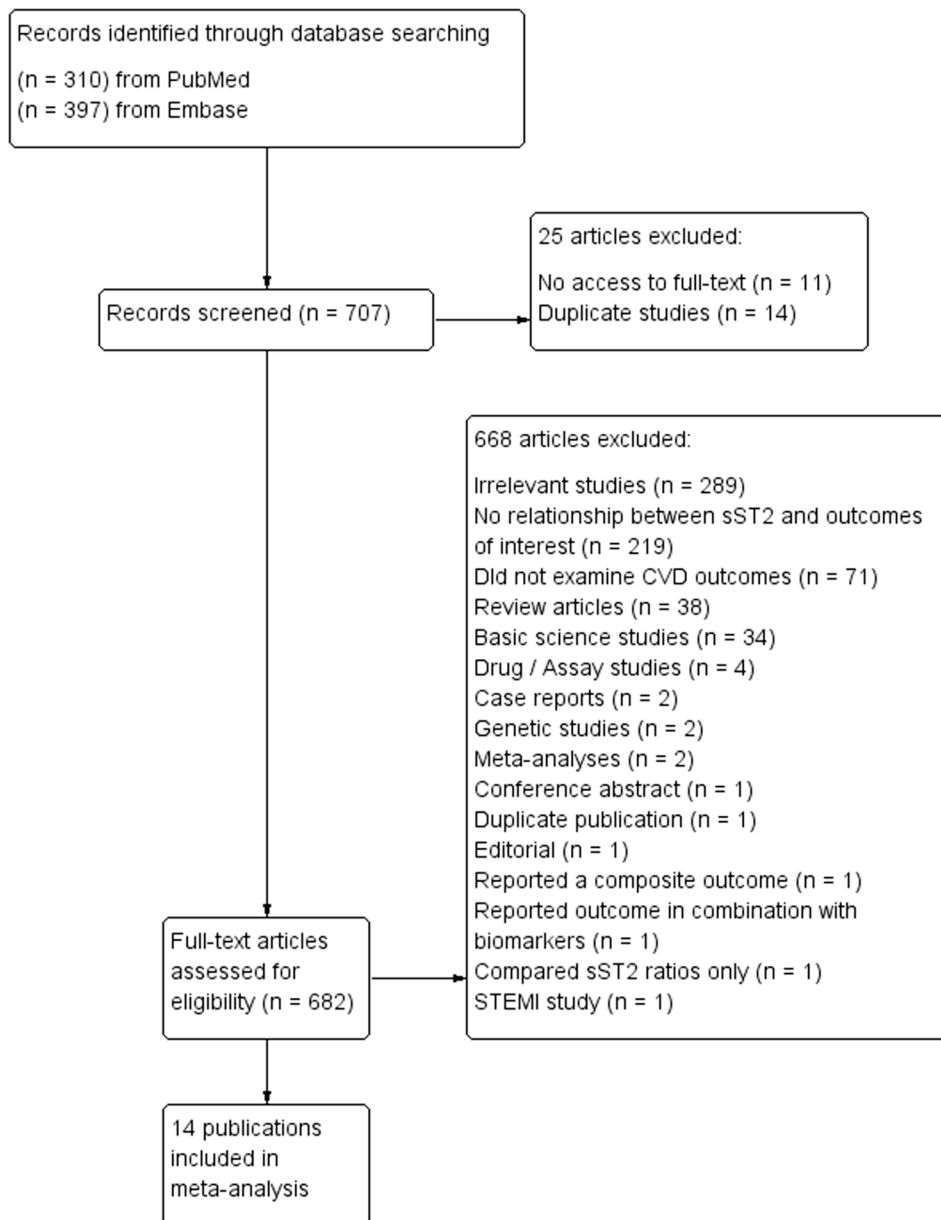 Records identified through database searching
(n = 310) from PubMed
(n = 397) from Embase
25 articles excluded:
No access to full-text (n = 11)
Duplicate studies (n = 14)
Records screened (n = 707)
668 articles excluded:
Irrelevant studies (n = 289)
No relationship between sST2 and outcomes
of interest (n = 219)
Did not examine CVD outcomes (n = 71)
Review articles (n = 38)
Basic science studies (n = 34)
Drug / Assay studies (n = 4)
Case reports (n = 2)
Genetic studies (n = 2)
Meta-analyses (n = 2)
Conference abstract (n = 1)
Duplicate publication (n = 1)
Editorial (n = 1)
Reported a composite outcome (n = 1)
Reported outcome in combination with
biomarkers (n = 1)
Compared sST2 ratios only (n = 1)
STEMI study (n = 1)
Full-text articles
assessed for
eligibility (n = 682)
14 publications
included in
meta-analysis